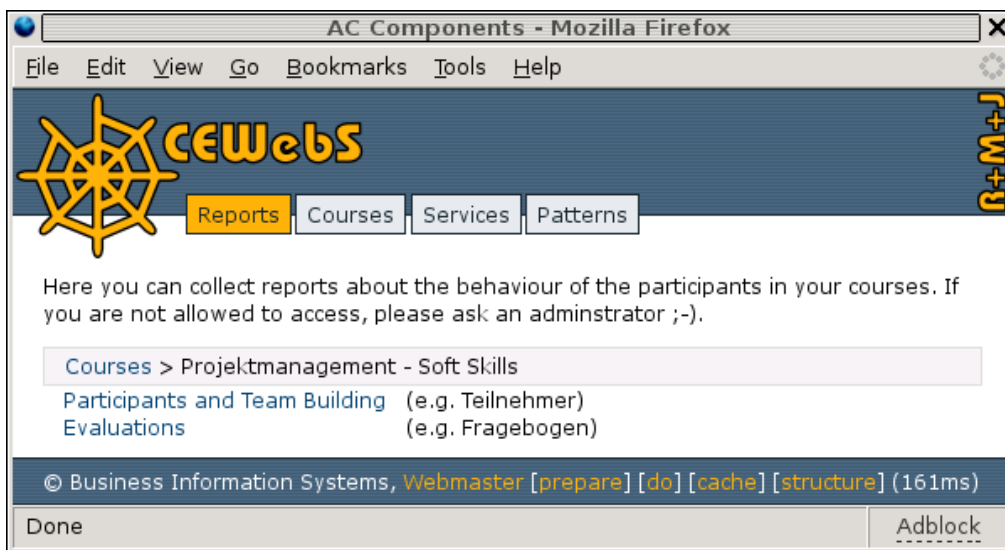 AC Components - Mozilla Firefox
File Edit View Go Bookmarks Tools Help
CEWebS
Reports Courses Services Patterns
Here you can collect reports about the behaviour of the participants in your courses. If
you are not allowed to access, please ask an adminstrator ;-).
Courses > Projektmanagement - Soft Skills
Participants and Team Building (e.g. Teilnehmer)
Evaluations (e.g. Fragebogen)
© Business Information Systems, Webmaster [prepare] [do] [cache] [structure] (161ms)
Done Adblock